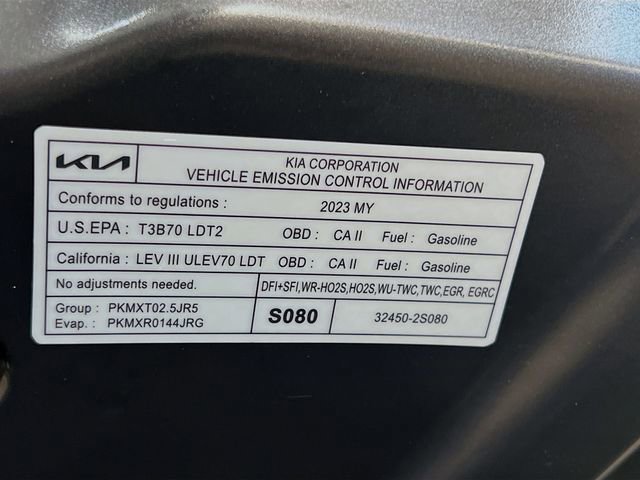 KIA
KIA CORPORATION
VEHICLE EMISSION CONTROL INFORMATION
Conforms to regulations : 2023 MY
U.S.EPA : T3B70 LDT2 OBD : CA II Fuel : Gasoline
California : LEV III ULEV70 LDT OBD : CA II Fuel : Gasoline
No adjustments needed. DFI+SFI,WR-HO2S,HO2S,WU-TWC,TWC,EGR, EGRC
Group : PKMXT02.5JR5
Evap. : PKMXR0144JRG
S080
32450-2S080